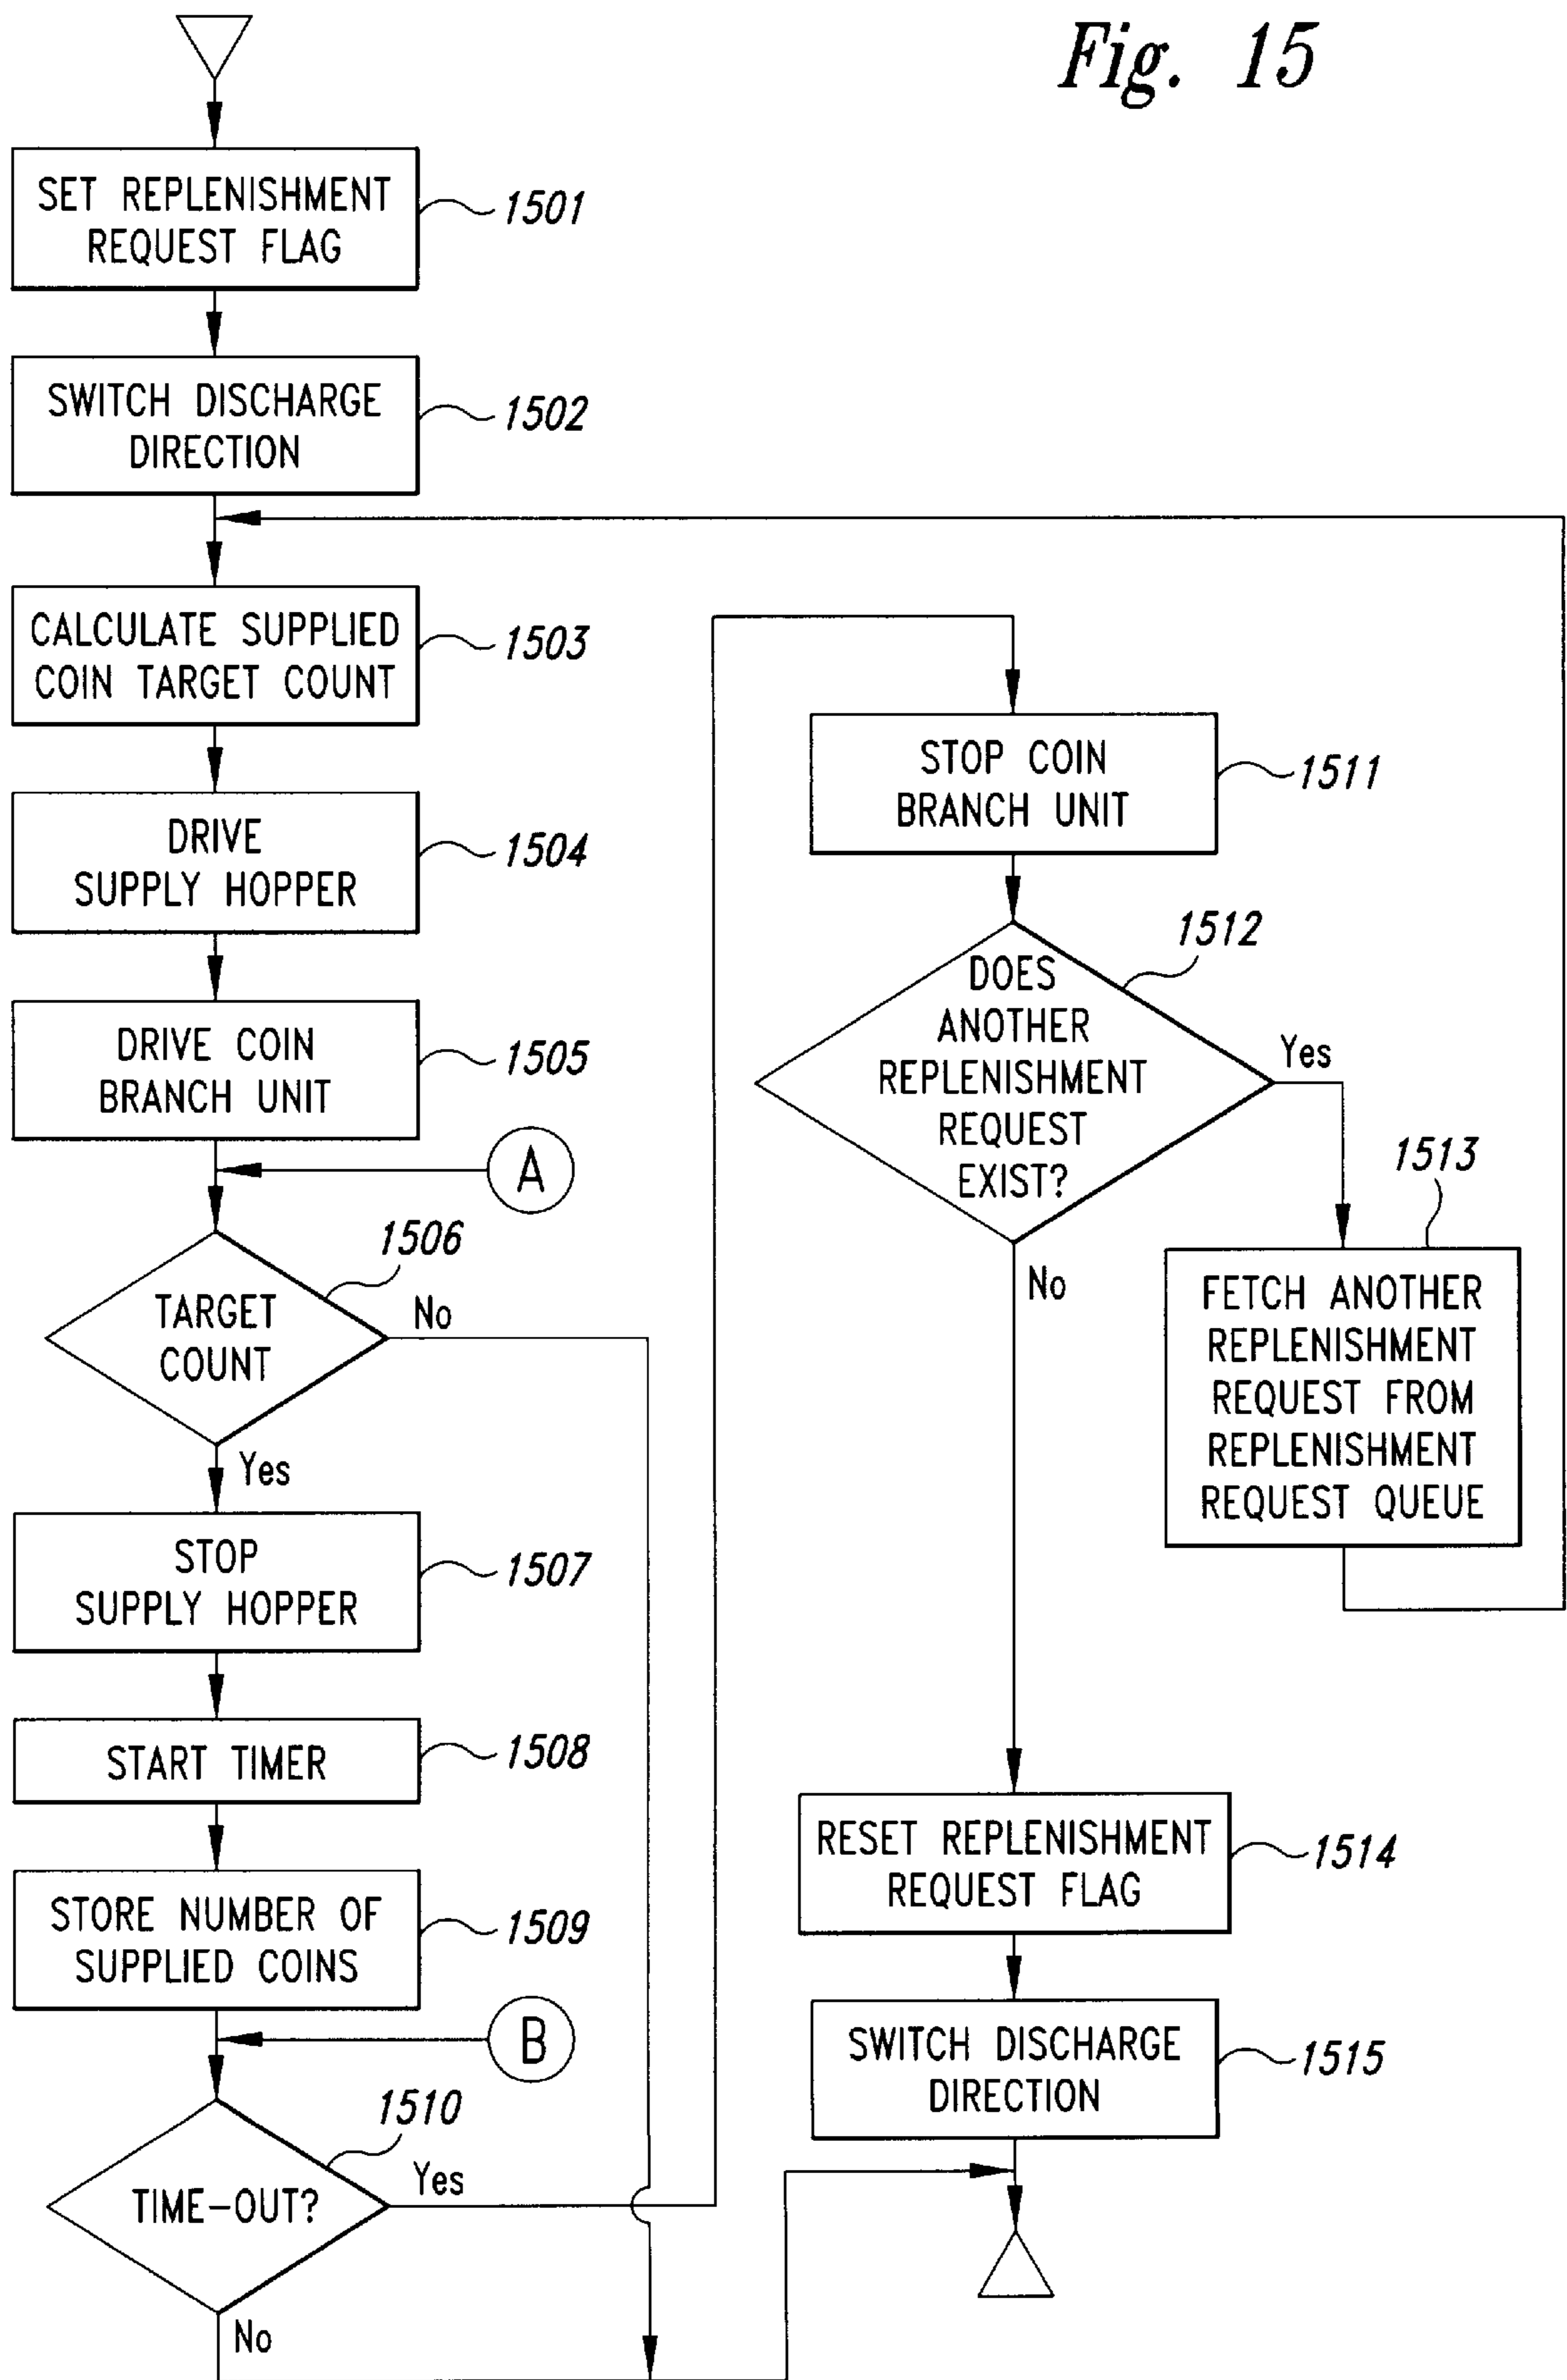 Fig. 15
SET REPLENISHMENT
REQUEST FLAG
1501
SWITCH DISCHARGE
DIRECTION
1502
CALCULATE SUPPLIED
COIN TARGET COUNT
1503
DRIVE
SUPPLY HOPPER
1504
DRIVE COIN
BRANCH UNIT
1505
A
1506
TARGET
COUNT
No
Yes
STOP
SUPPLY HOPPER
1507
START TIMER
1508
STORE NUMBER OF
SUPPLIED COINS
1509
B
1510
TIME-OUT?
Yes
No
STOP COIN
BRANCH UNIT
1511
1512
DOES
ANOTHER
REPLENISHMENT
REQUEST
EXIST?
Yes
No
1513
FETCH ANOTHER
REPLENISHMENT
REQUEST FROM
REPLENISHMENT
REQUEST QUEUE
RESET REPLENISHMENT
REQUEST FLAG
1514
SWITCH DISCHARGE
DIRECTION
1515